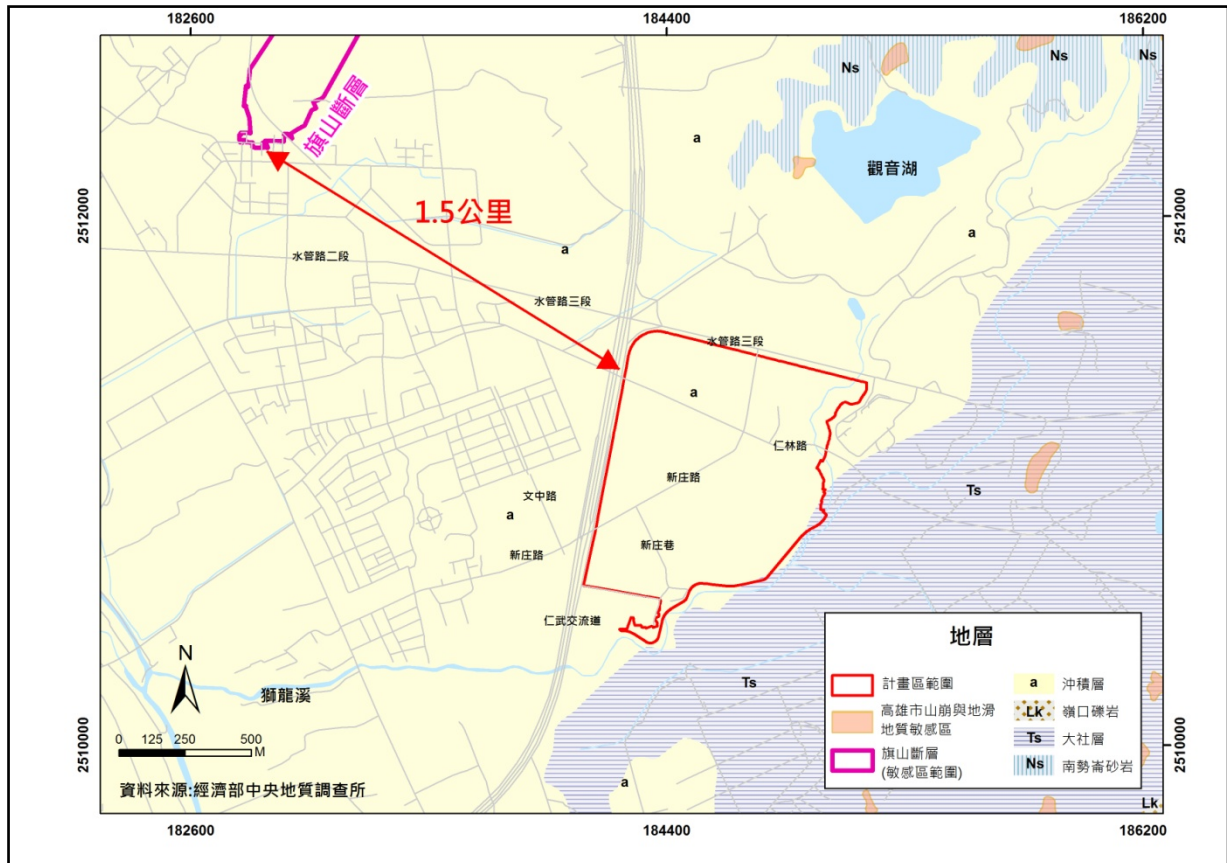 182600
184400
186200
Ns
Ns
Ns
旗山斷層
a
觀音湖
2512000
2512000
1.5公里
a
a
水管路二段
水管路三段
水管路三段
a
仁林路
新庄路
Ts
文中路
a
新庄路
新庄巷
仁武交流道
N
獅龍溪
Ts
0 125 250 500
M
2510000
2510000
資料來源:經濟部中央地質調查所
a
地層
計畫區範圍
高雄市山崩與地滑
地質敏感區
旗山斷層
(敏感區範圍)
a 沖積層
Lk 嶺口礫岩
Ts 大社層
Ns 南勢崙砂岩
Lk
182600
184400
186200